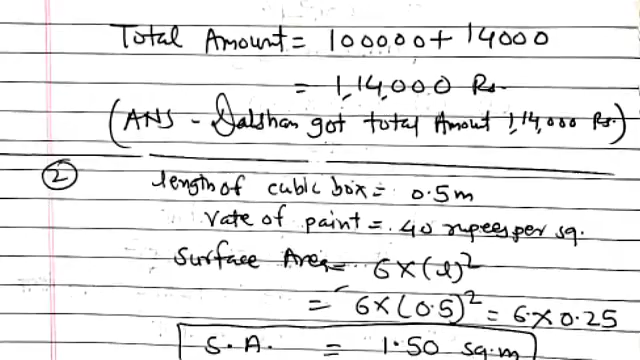 Total Amount = 100000 + 14000
= 1,14,000 Rs.
(ANS - Dalshan got total Amount 1,14,000 Rs.)
② length of cubic box = 0.5m
rate of paint = 40 rupees per sq.
Surface Area = 6×(l)²
= 6×(0.5)² = 6×0.25
S.A. = 1.50 sq.m